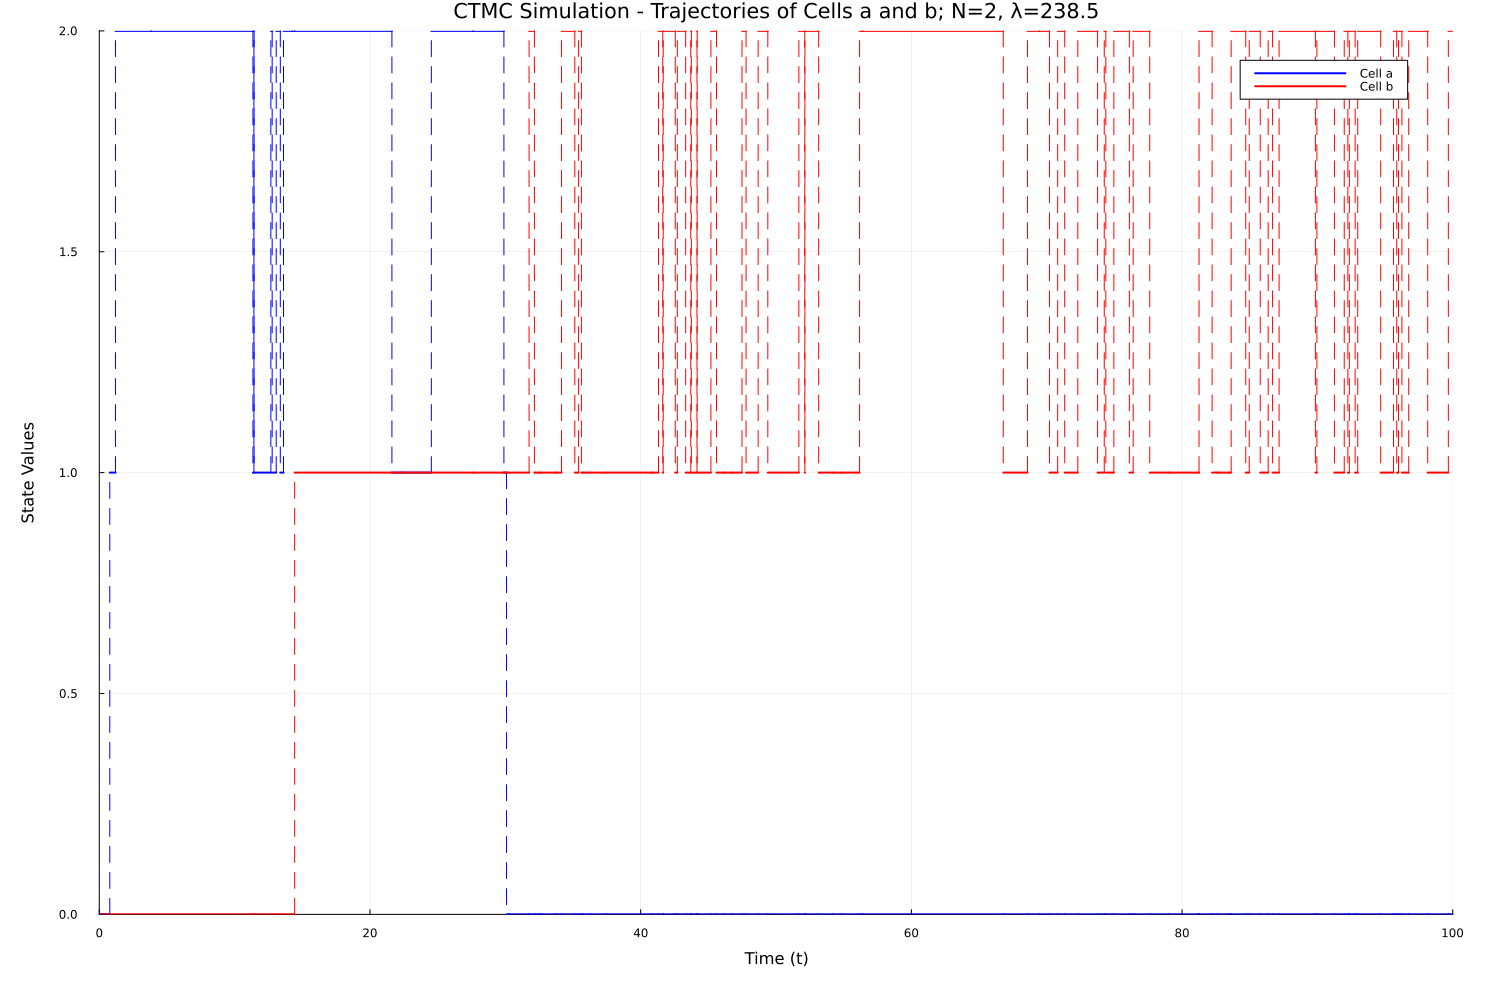 CTMC Simulation - Trajectories of Cells a and b; N=2, λ=238.5
2.0
Cell a
Cell b
1.5
1.0
State Values
0.5
0.0
0 20 40 60 80 100
Time (t)